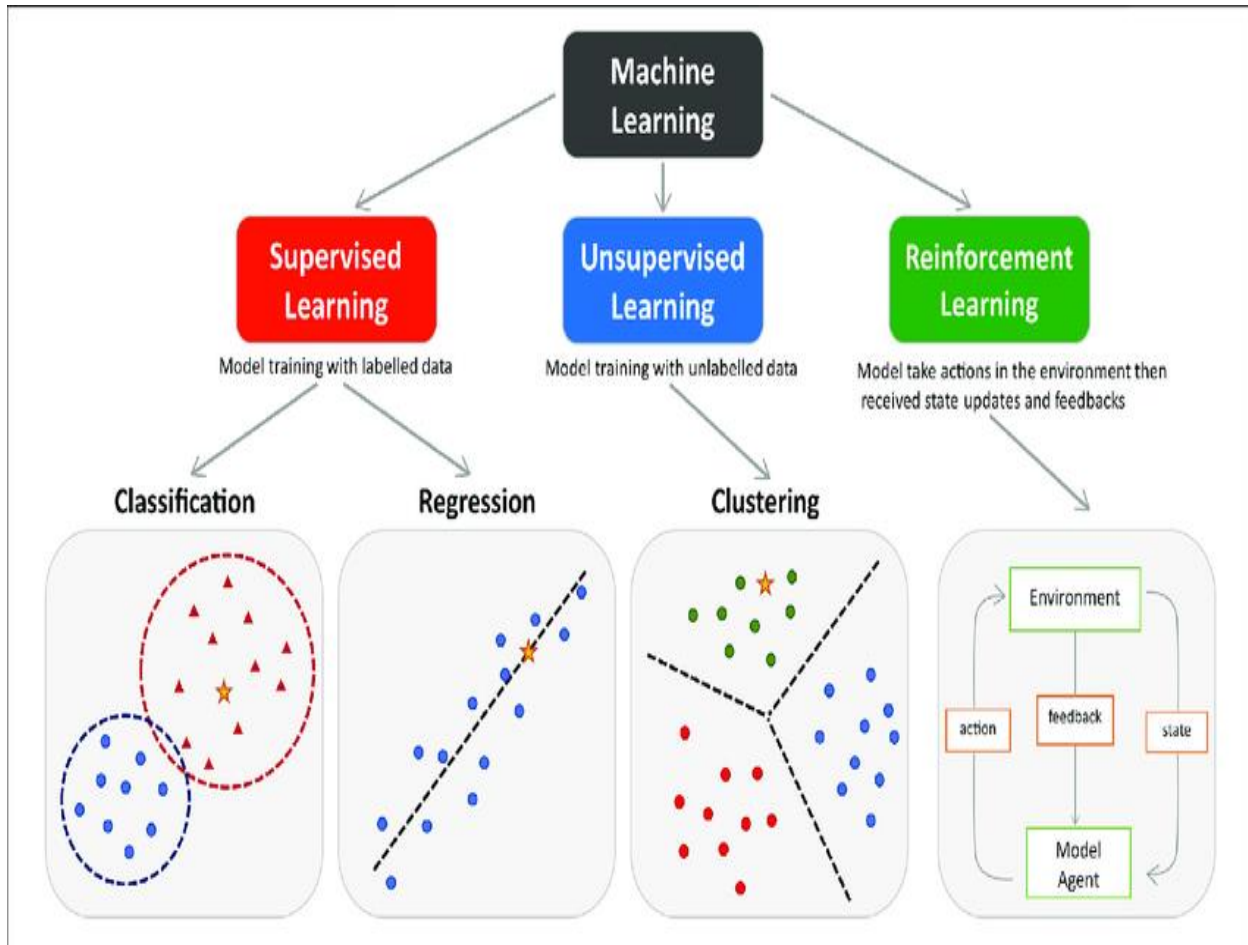 Machine
Learning
Supervised
Learning
Unsupervised
Learning
Reinforcement
Learning
Model training with labelled data
Model training with unlabelled data
Model take actions in the environment then
received state updates and feedbacks
Classification
Regression
Clustering
Environment
action
feedback
state
Model
Agent